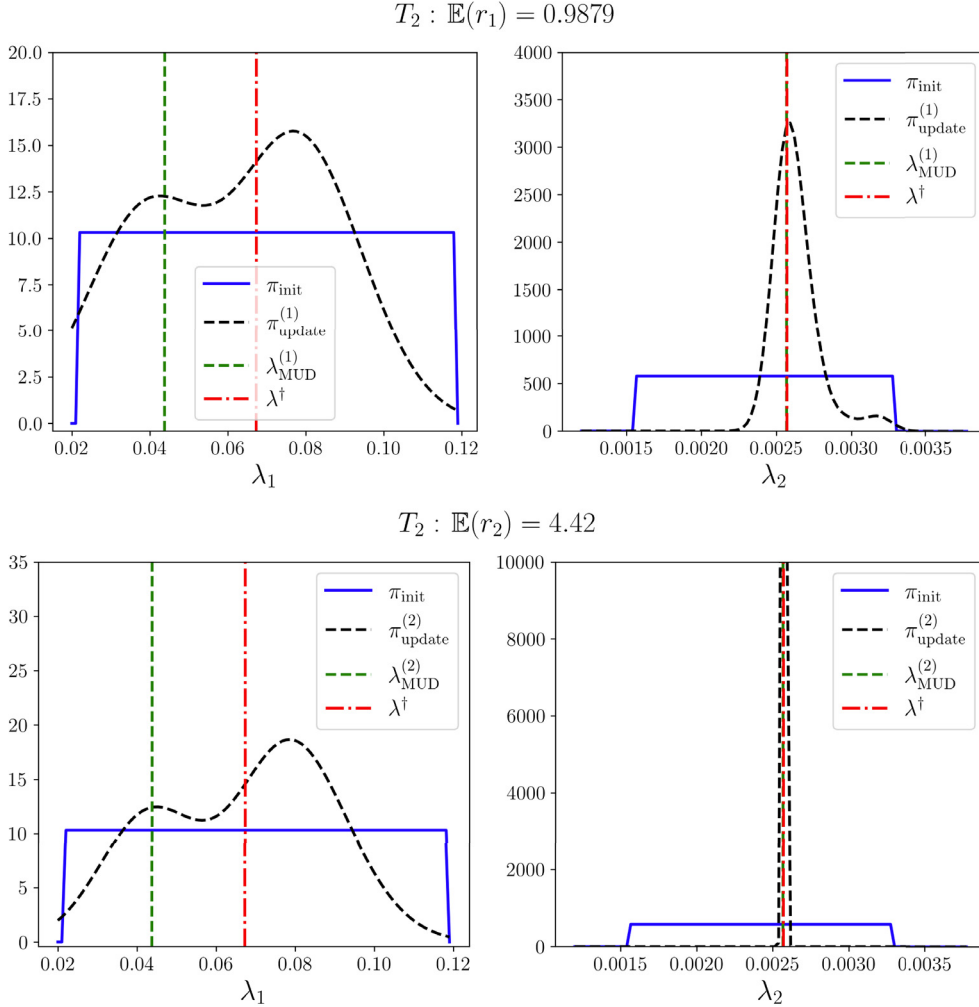 T₂ : 𝔼(r₁) = 0.9879
20.0
17.5
15.0
12.5
10.0
7.5
5.0
2.5
0.0
π_init
π_update^(1)
λ_MUD^(1)
λ^†
0.02 0.04 0.06 0.08 0.10 0.12
λ₁
4000
3500
3000
2500
2000
1500
1000
500
0
π_init
π_update^(1)
λ_MUD^(1)
λ^†
0.0015 0.0020 0.0025 0.0030 0.0035
λ₂
T₂ : 𝔼(r₂) = 4.42
35
30
25
20
15
10
5
0
π_init
π_update^(2)
λ_MUD^(2)
λ^†
0.02 0.04 0.06 0.08 0.10 0.12
λ₁
10000
8000
6000
4000
2000
0
π_init
π_update^(2)
λ_MUD^(2)
λ^†
0.0015 0.0020 0.0025 0.0030 0.0035
λ₂